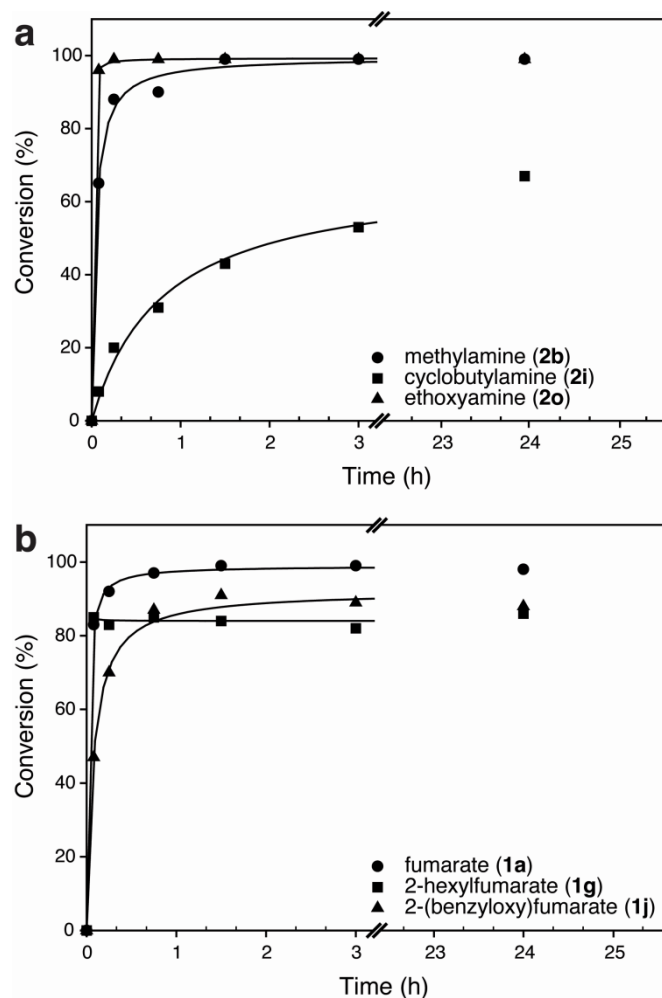 a
100
80
60
40
20
0
Conversion (%)
methylamine (2b)
cyclobutylamine (2i)
ethoxyamine (2o)
0 1 2 3 23 24 25
Time (h)
b
100
80
60
40
20
0
Conversion (%)
fumarate (1a)
2-hexylfumarate (1g)
2-(benzyloxy)fumarate (1j)
0 1 2 3 23 24 25
Time (h)